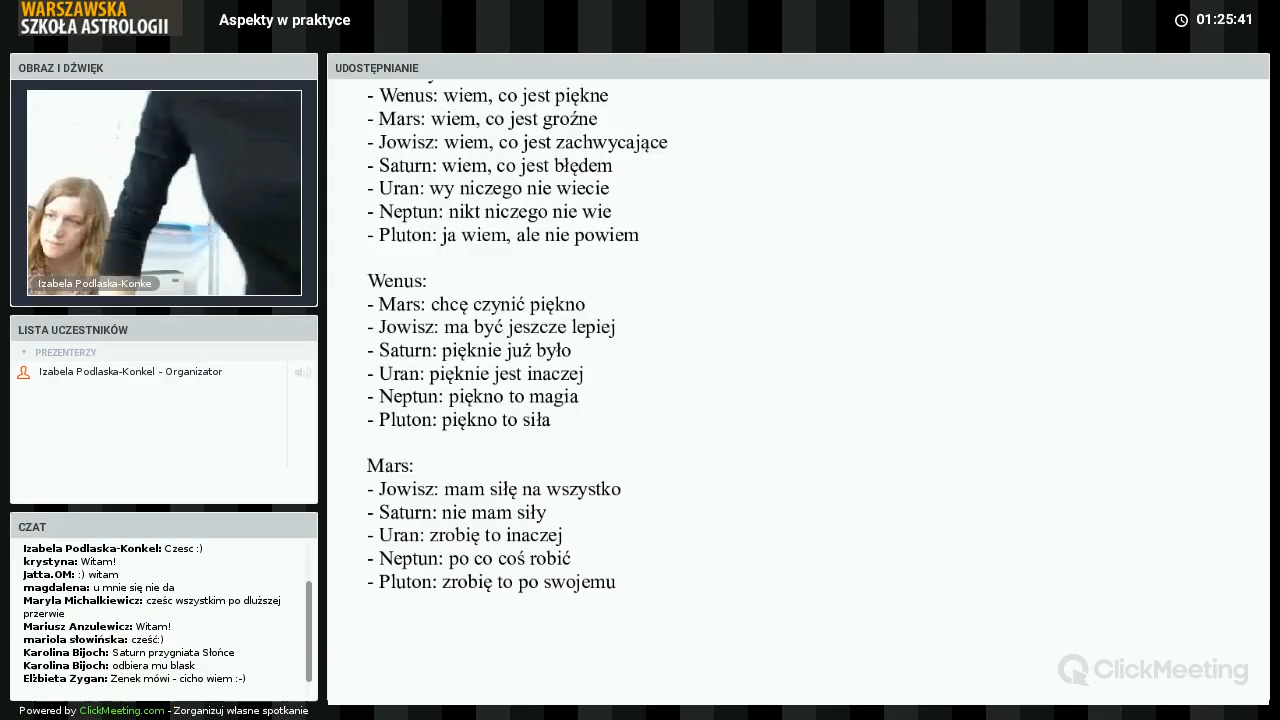 WARSZAWSKA
SZKOŁA ASTROLOGII
Aspekty w praktyce
01:25:41
OBRAZ I DŹWIĘK
Izabela Podlaska-Konke
LISTA UCZESTNIKÓW
PREZENTERZY
Izabela Podlaska-Konkel - Organizator
CZAT
Izabela Podlaska-Konkel: Czesc :)
krystyna: Witam!
Jatta.OM: :) witam
magdalena: u mnie się nie da
Maryla Michalkiewicz: cześc wszystkim po dluższej
przerwie
Mariusz Anzulewicz: Witam!
mariola słowińska: cześć:)
Karolina Bijoch: Saturn przygniata Słońce
Karolina Bijoch: odbiera mu blask
Elżbieta Zygan: Zenek mówi - cicho wiem :-)
Powered by ClickMeeting.com - Zorganizuj własne spotkanie
UDOSTĘPNIANIE
- Wenus: wiem, co jest piękne
- Mars: wiem, co jest groźne
- Jowisz: wiem, co jest zachwycające
- Saturn: wiem, co jest błędem
- Uran: wy niczego nie wiecie
- Neptun: nikt niczego nie wie
- Pluton: ja wiem, ale nie powiem
Wenus:
- Mars: chcę czynić piękno
- Jowisz: ma być jeszcze lepiej
- Saturn: pięknie już było
- Uran: pięknie jest inaczej
- Neptun: piękno to magia
- Pluton: piękno to siła
Mars:
- Jowisz: mam siłę na wszystko
- Saturn: nie mam siły
- Uran: zrobię to inaczej
- Neptun: po co coś robić
- Pluton: zrobię to po swojemu
ClickMeeting